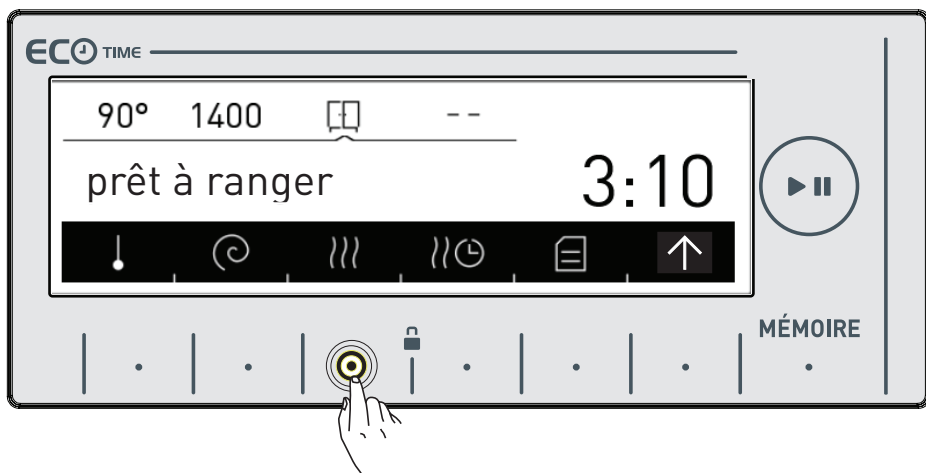 ECO TIME
90° 1400 --
prêt à ranger 3:10
MÉMOIRE